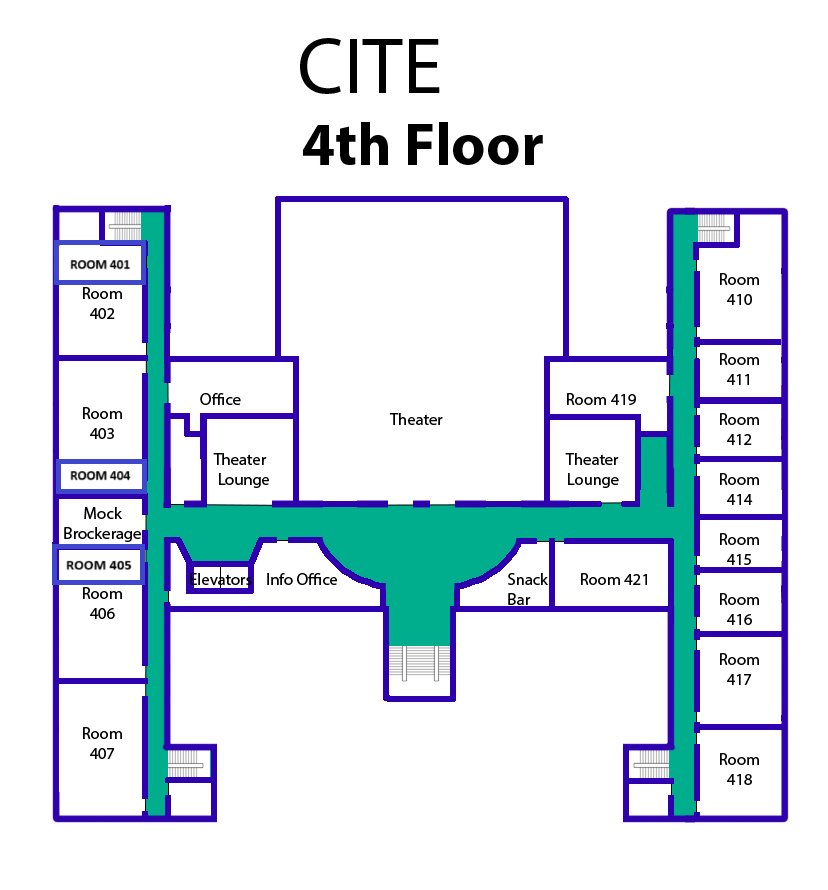 CITE
4th Floor
ROOM 401
Room
402
Room
403
ROOM 404
Mock
Brockerage
ROOM 405
Room
406
Room
407
Office
Theater
Lounge
Theater
Room 419
Theater
Lounge
Elevators
Info Office
Snack
Bar
Room 421
Room
410
Room
411
Room
412
Room
414
Room
415
Room
416
Room
417
Room
418